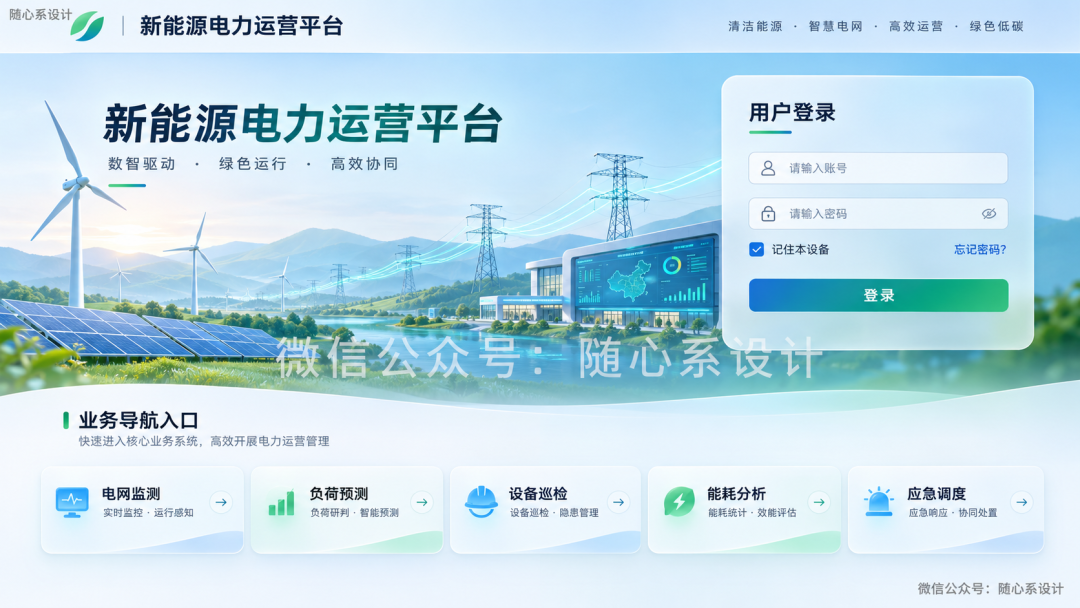 随心系设计
新能源电力运营平台
清洁能源 · 智慧电网 · 高效运营 · 绿色低碳
新能源电力运营平台
数智驱动 · 绿色运行 · 高效协同
用户登录
请输入账号
请输入密码
记住本设备
忘记密码?
登录
微信公众号：随心系设计
业务导航入口
快速进入核心业务系统，高效开展电力运营管理
电网监测
实时监控 · 运行感知
负荷预测
负荷研判 · 智能预测
设备巡检
设备巡检 · 隐患管理
能耗分析
能耗统计 · 效能评估
应急调度
应急响应 · 协同处置
微信公众号：随心系设计